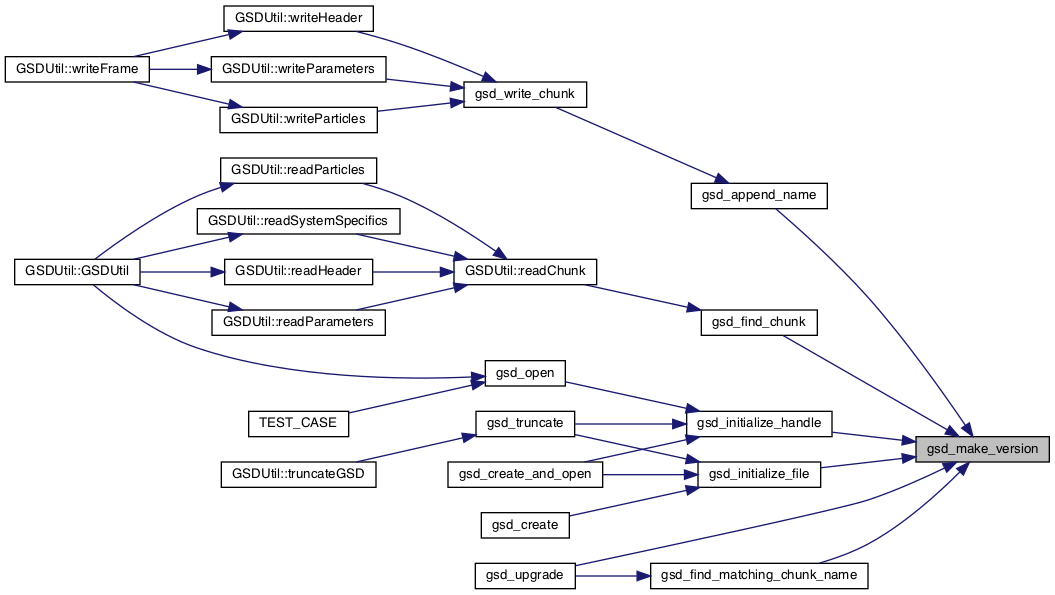 GSDUtil::writeHeader
GSDUtil::writeFrame
GSDUtil::writeParameters
gsd_write_chunk
GSDUtil::writeParticles
GSDUtil::readParticles
gsd_append_name
GSDUtil::readSystemSpecifics
GSDUtil::GSDUtil
GSDUtil::readHeader
GSDUtil::readChunk
GSDUtil::readParameters
gsd_find_chunk
gsd_open
TEST_CASE
gsd_truncate
gsd_initialize_handle
gsd_make_version
GSDUtil::truncateGSD
gsd_create_and_open
gsd_initialize_file
gsd_create
gsd_upgrade
gsd_find_matching_chunk_name